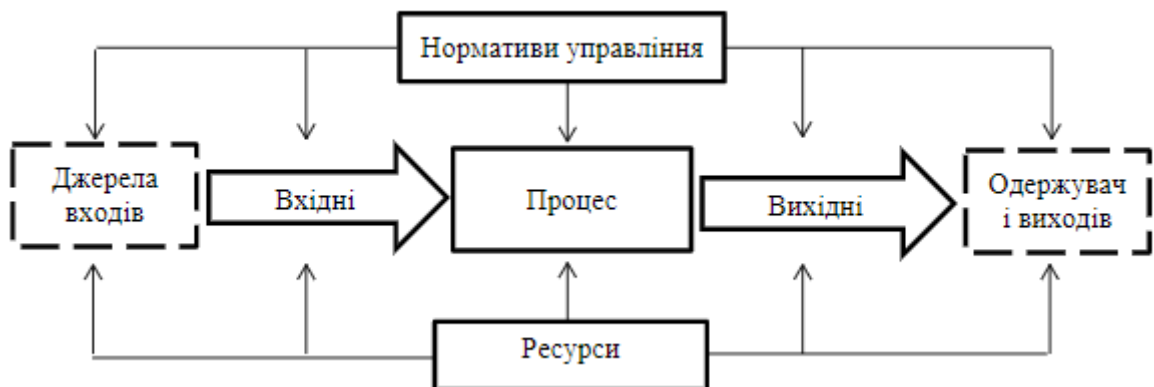 Нормативи управління
Джерела
входів
Вхідні
Процес
Вихідні
Одержувач
і виходів
Ресурси